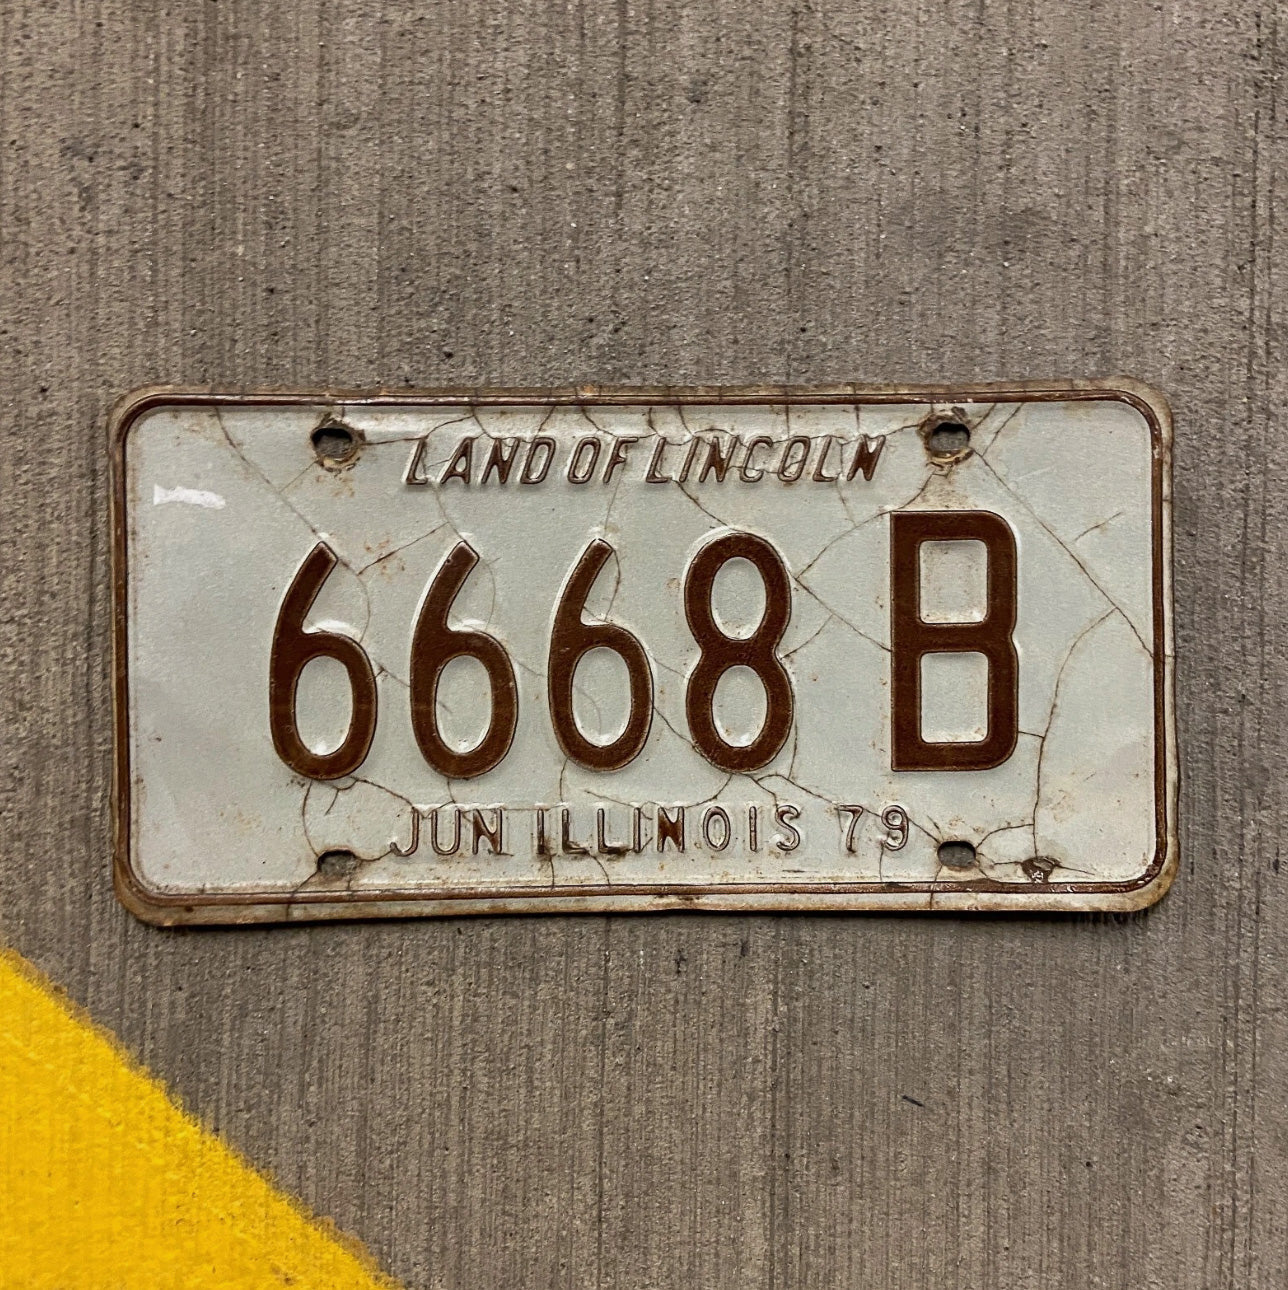 LAND OF LINCOLN
6668 B
JUN ILLINOIS 79